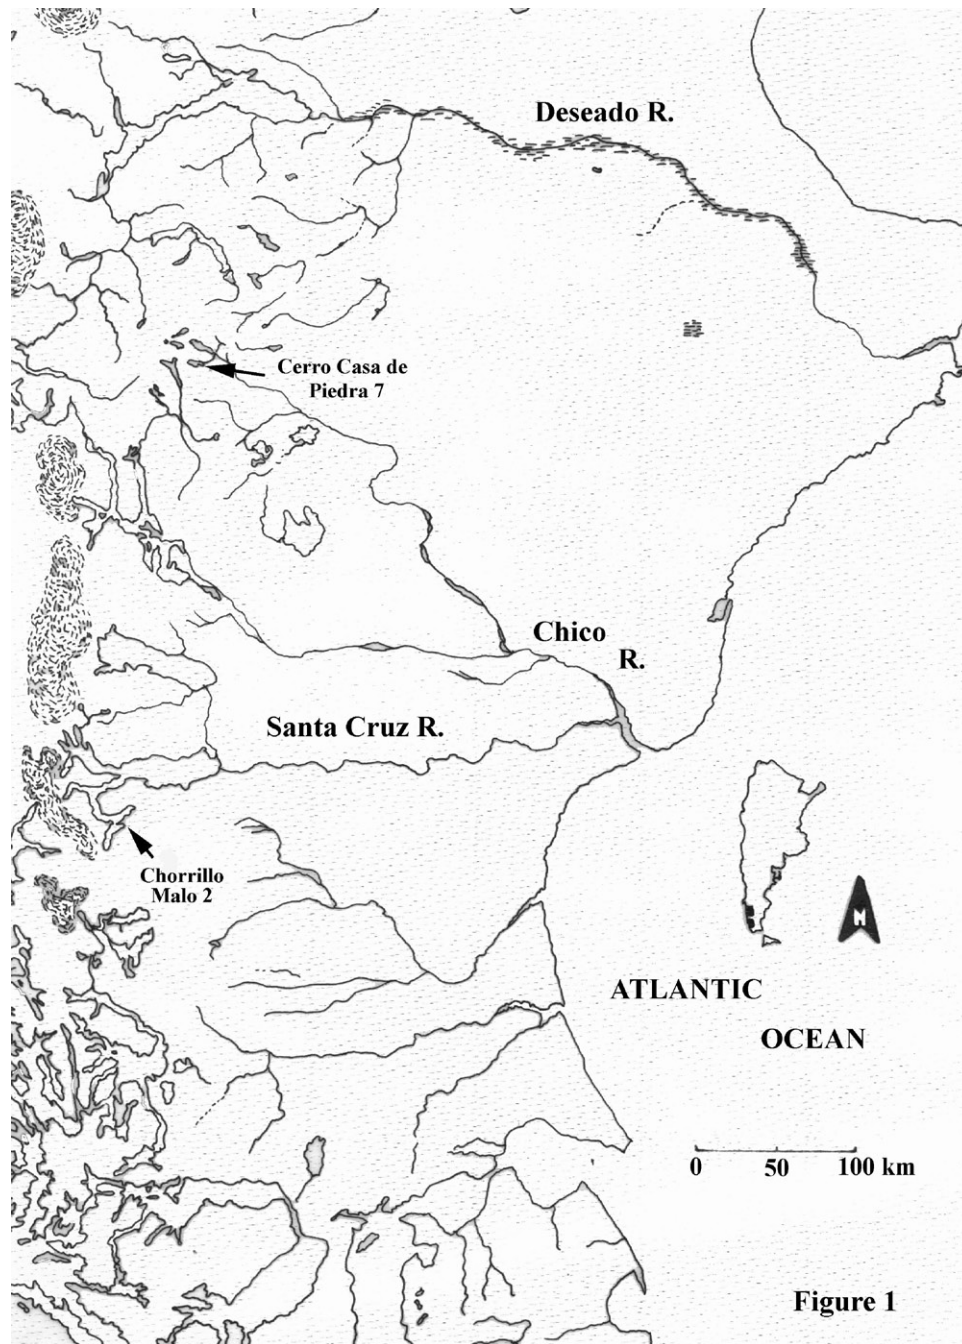 Deseado R.
Cerro Casa de
Piedra 7
Chico
R.
Santa Cruz R.
Chorrillo
Malo 2
N
ATLANTIC
OCEAN
0 50 100 km
Figure 1